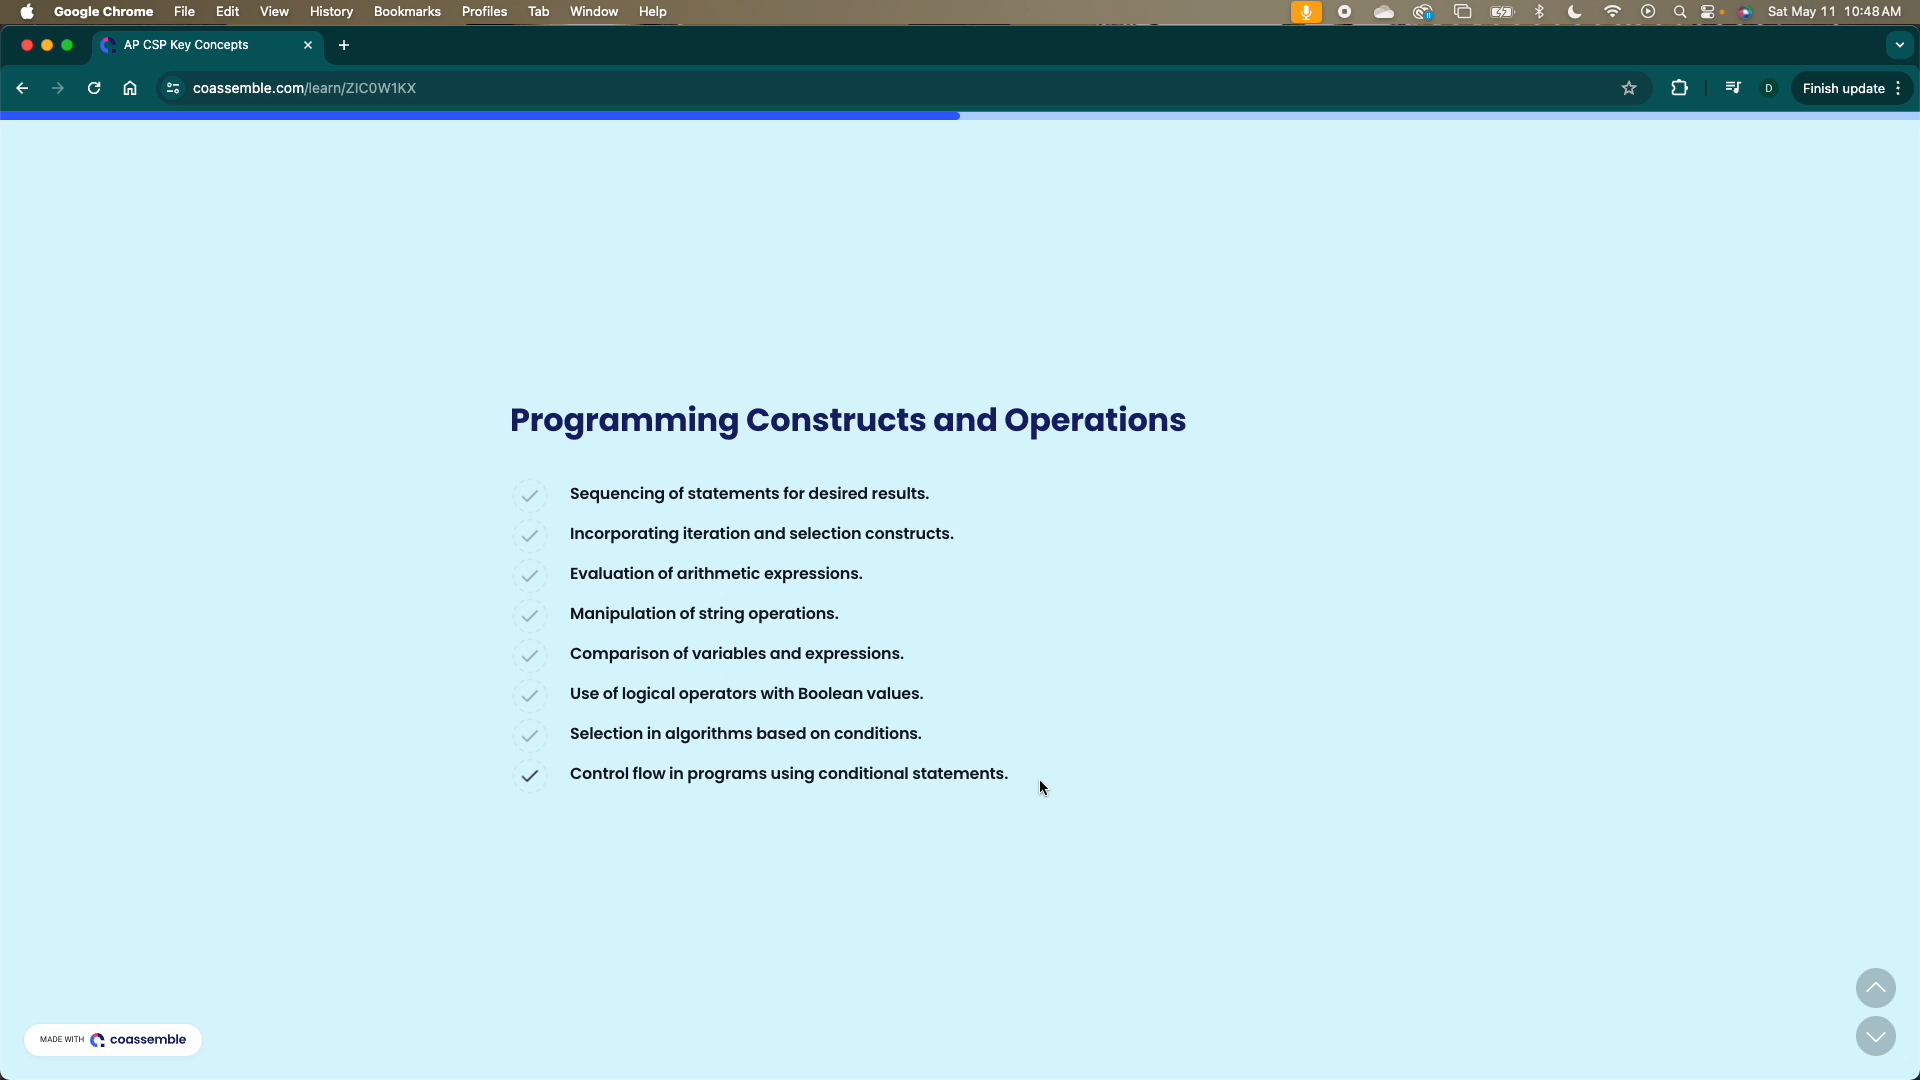 Google Chrome File Edit View History Bookmarks Profiles Tab Window Help Sat May 11 10:48 AM
AP CSP Key Concepts
coassemble.com/learn/ZIC0W1KX D Finish update
Programming Constructs and Operations
Sequencing of statements for desired results.
Incorporating iteration and selection constructs.
Evaluation of arithmetic expressions.
Manipulation of string operations.
Comparison of variables and expressions.
Use of logical operators with Boolean values.
Selection in algorithms based on conditions.
Control flow in programs using conditional statements.
MADE WITH coassemble